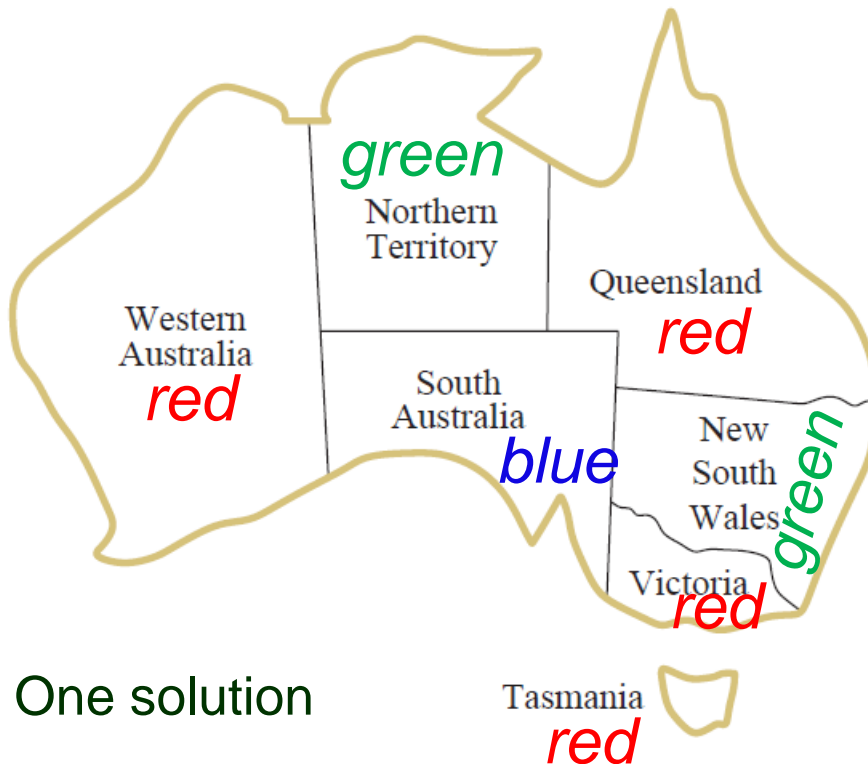 green
Northern
Territory
Queensland
red
Western
Australia
red
South
Australia
blue
New
South
Wales
green
Victoria
red
One solution
Tasmania
red